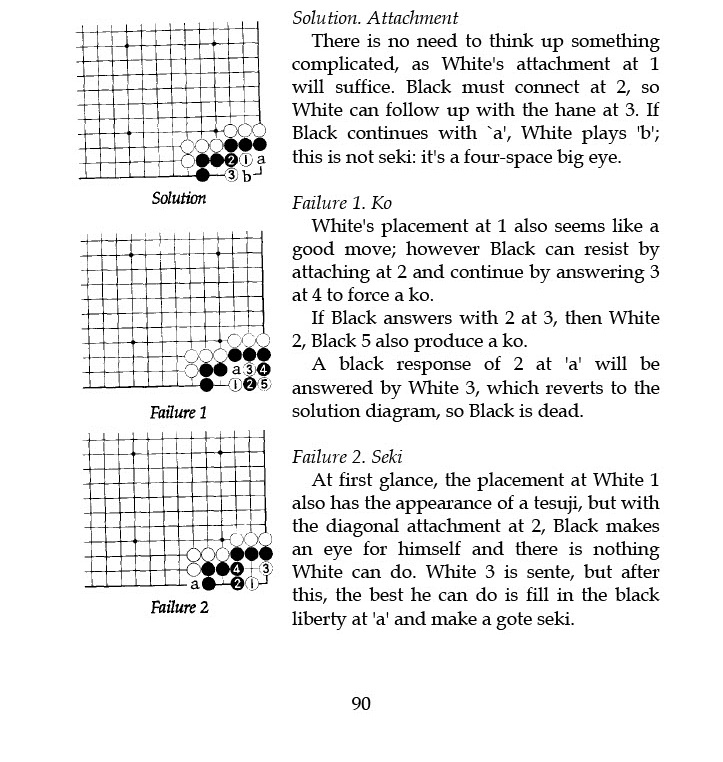 Solution. Attachment
There is no need to think up something
complicated, as White's attachment at 1
will suffice. Black must connect at 2, so
White can follow up with the hane at 3. If
Black continues with `a', White plays 'b';
this is not seki: it's a four-space big eye.
2 1 a
3 b
Solution
Failure 1. Ko
White's placement at 1 also seems like a
good move; however Black can resist by
attaching at 2 and continue by answering 3
at 4 to force a ko.
If Black answers with 2 at 3, then White
2, Black 5 also produce a ko.
A black response of 2 at 'a' will be
answered by White 3, which reverts to the
solution diagram, so Black is dead.
a 3 4
1 2 5
Failure 1
Failure 2. Seki
At first glance, the placement at White 1
also has the appearance of a tesuji, but with
the diagonal attachment at 2, Black makes
an eye for himself and there is nothing
White can do. White 3 is sente, but after
this, the best he can do is fill in the black
liberty at 'a' and make a gote seki.
4 3
a 2 1
Failure 2
90